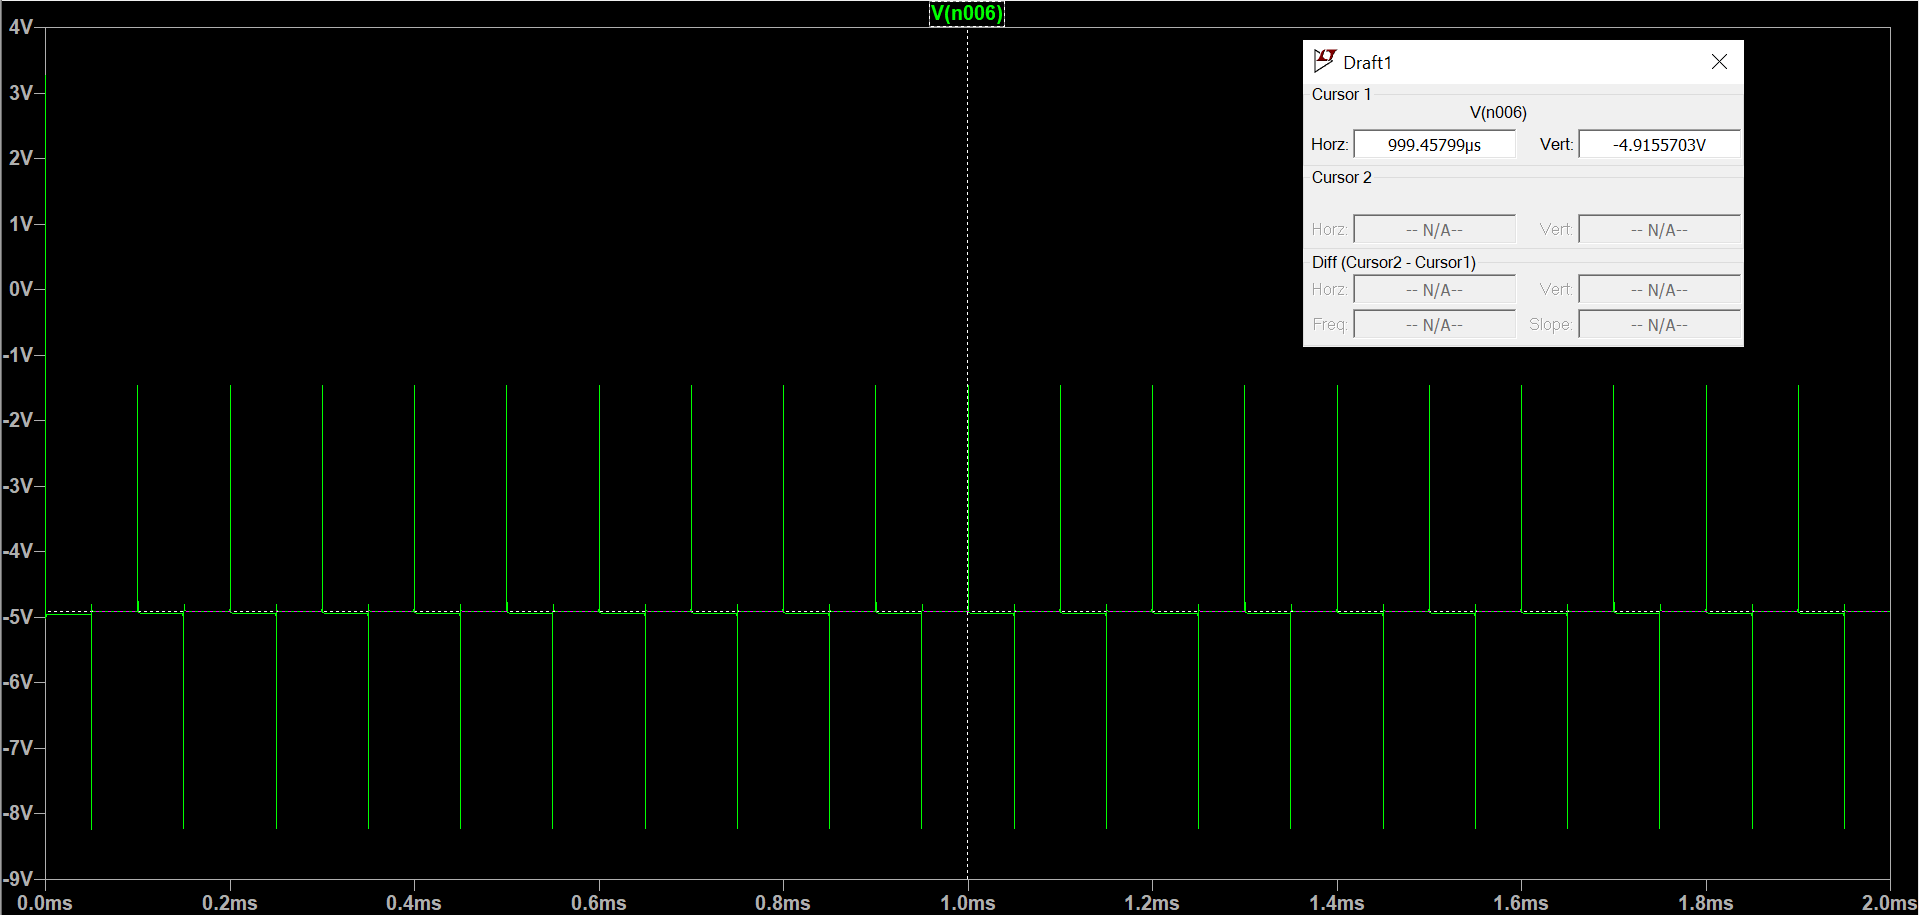 V(n006)
4V
3V
2V
1V
0V
-1V
-2V
-3V
-4V
-5V
-6V
-7V
-8V
-9V
0.0ms 0.2ms 0.4ms 0.6ms 0.8ms 1.0ms 1.2ms 1.4ms 1.6ms 1.8ms 2.0ms
LT Draft1
Cursor 1
V(n006)
Horz: 999.45799µs Vert: -4.9155703V
Cursor 2
Horz: -- N/A-- Vert: -- N/A--
Diff (Cursor2 - Cursor1)
Horz: -- N/A-- Vert: -- N/A--
Freq: -- N/A-- Slope: -- N/A--